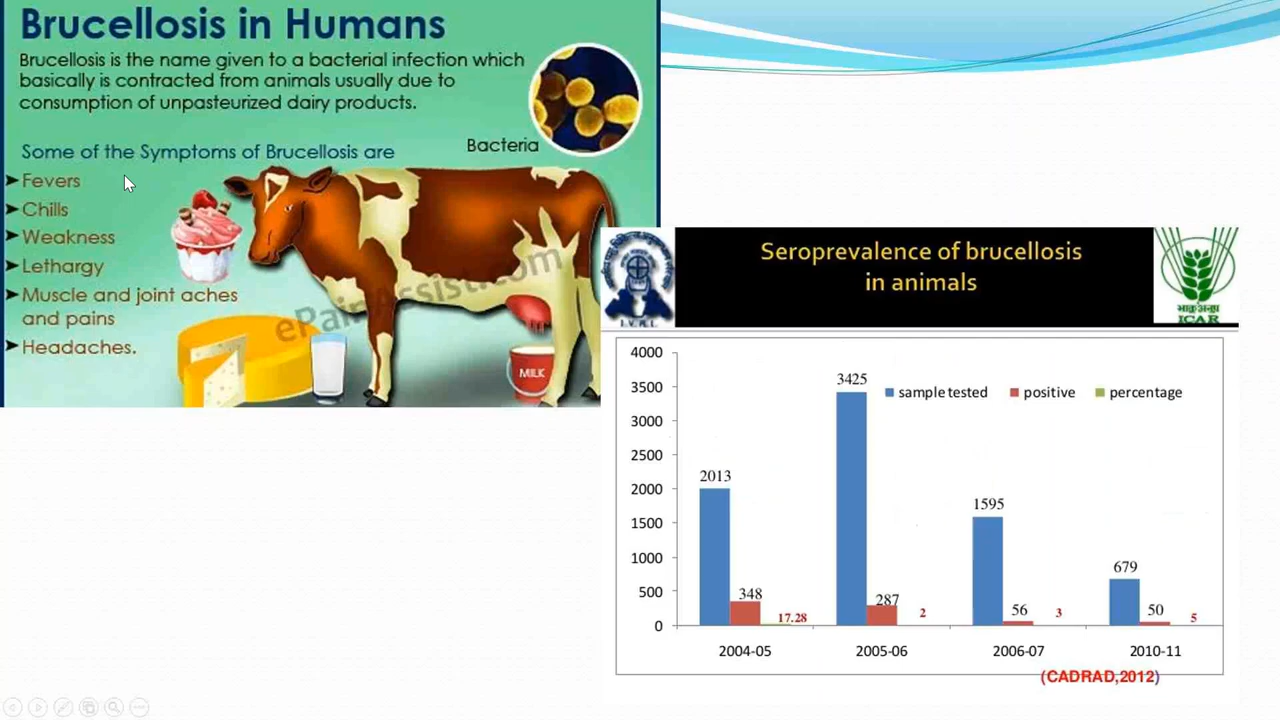 Brucellosis in Humans
Brucellosis is the name given to a bacterial infection which
basically is contracted from animals usually due to
consumption of unpasteurized dairy products.
Bacteria
Some of the Symptoms of Brucellosis are
➤Fevers
➤Chills
➤Weakness
➤Lethargy
➤Muscle and joint aches
and pains
➤Headaches.
ePainAssist.com
MILK
Seroprevalence of brucellosis
in animals
I.V.R.I.
ICAR
4000
3500
3000
2500
2000
1500
1000
500
0
sample tested positive percentage
2013 348 17.28
3425 287 2
1595 56 3
679 50 5
2004-05 2005-06 2006-07 2010-11
(CADRAD,2012)